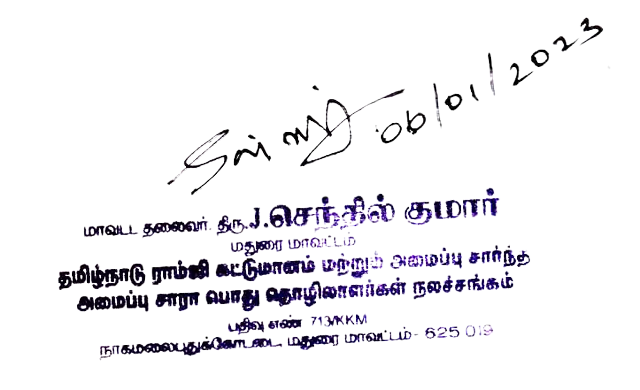 06/01/2023
மாவட்ட தலைவர். திரு.J.செந்தில் குமார்
மதுரை மாவட்டம்
தமிழ்நாடு ராம்ஜி கட்டுமானம் மற்றும் அமைப்பு சார்ந்த
அமைப்பு சாரா பொது தொழிலாளர்கள் நலச்சங்கம்
பதிவு எண் 713/KKM
நாகமலைபுதுக்கோட்டை, மதுரை மாவட்டம் - 625 019